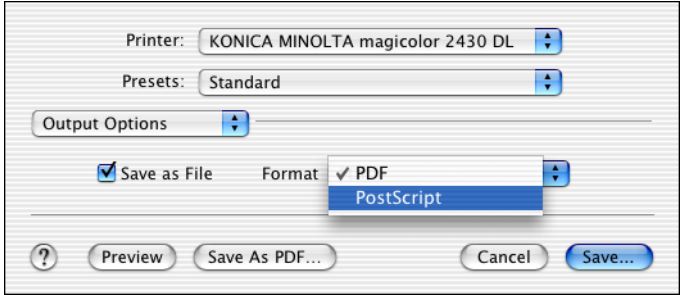 Printer: KONICA MINOLTA magicolor 2430 DL
Presets: Standard
Output Options
Save as File Format ✓ PDF
PostScript
? Preview Save As PDF... Cancel Save...